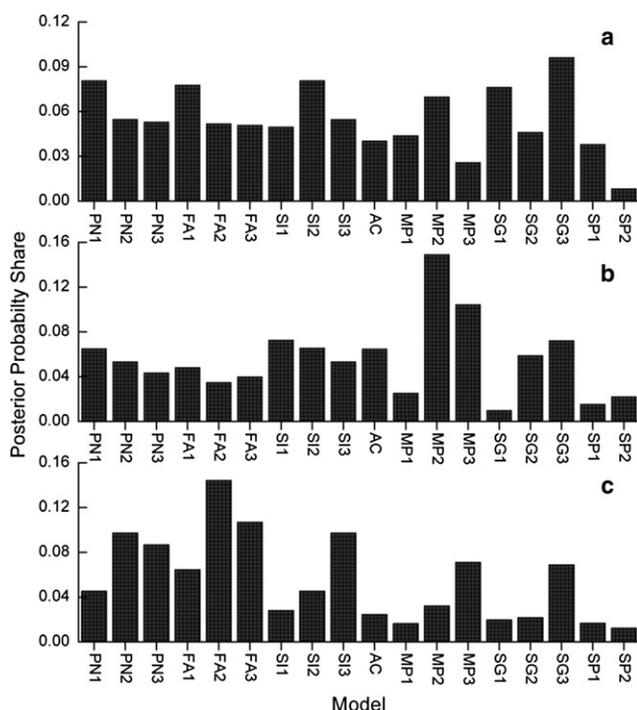 Posterior Probabilty Share
0.12
0.09
0.06
0.03
0.00
a
PN1 PN2 PN3 FA1 FA2 FA3 SI1 SI2 SI3 AC MP1 MP2 MP3 SG1 SG2 SG3 SP1 SP2
0.16
0.12
0.08
0.04
0.00
b
PN1 PN2 PN3 FA1 FA2 FA3 SI1 SI2 SI3 AC MP1 MP2 MP3 SG1 SG2 SG3 SP1 SP2
0.16
0.12
0.08
0.04
0.00
c
PN1 PN2 PN3 FA1 FA2 FA3 SI1 SI2 SI3 AC MP1 MP2 MP3 SG1 SG2 SG3 SP1 SP2
Model